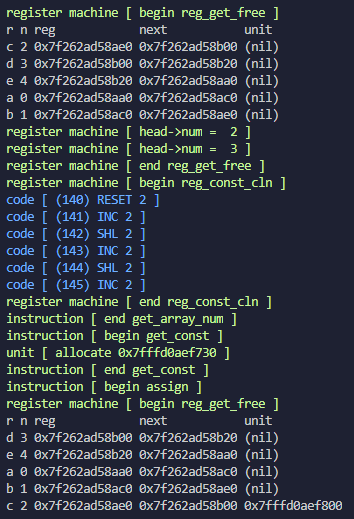 register machine [ begin reg_get_free ]
r n reg next unit
c 2 0x7f262ad58ae0 0x7f262ad58b00 (nil)
d 3 0x7f262ad58b00 0x7f262ad58b20 (nil)
e 4 0x7f262ad58b20 0x7f262ad58aa0 (nil)
a 0 0x7f262ad58aa0 0x7f262ad58ac0 (nil)
b 1 0x7f262ad58ac0 0x7f262ad58ae0 (nil)
register machine [ head->num =  2 ]
register machine [ head->num =  3 ]
register machine [ end reg_get_free ]
register machine [ begin reg_const_cln ]
code [ (140) RESET 2 ]
code [ (141) INC 2 ]
code [ (142) SHL 2 ]
code [ (143) INC 2 ]
code [ (144) SHL 2 ]
code [ (145) INC 2 ]
register machine [ end reg_const_cln ]
instruction [ end get_array_num ]
instruction [ begin get_const ]
unit [ allocate 0x7fffd0aef730 ]
instruction [ end get_const ]
instruction [ begin assign ]
register machine [ begin reg_get_free ]
r n reg next unit
d 3 0x7f262ad58b00 0x7f262ad58b20 (nil)
e 4 0x7f262ad58b20 0x7f262ad58aa0 (nil)
a 0 0x7f262ad58aa0 0x7f262ad58ac0 (nil)
b 1 0x7f262ad58ac0 0x7f262ad58ae0 (nil)
c 2 0x7f262ad58ae0 0x7f262ad58b00 0x7fffd0aef800